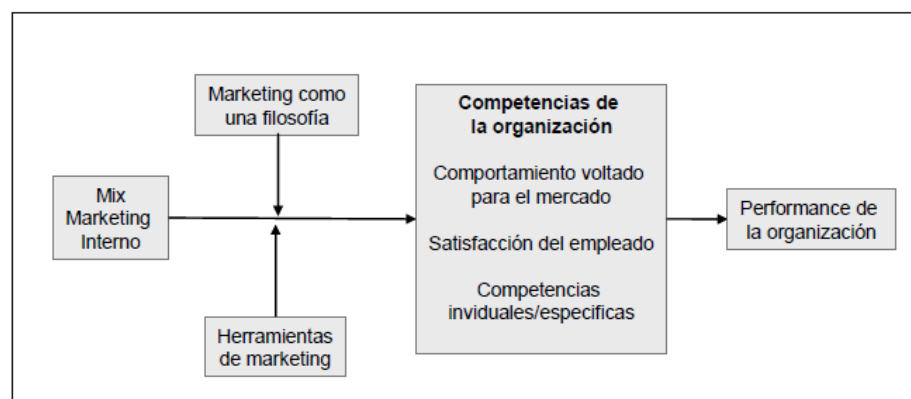 Marketing como
una filosofía
Mix
Marketing
Interno
Herramientas
de marketing
Competencias de
la organización
Comportamiento voltado
para el mercado
Satisfacción del empleado
Competencias
inviduales/especificas
Performance de
la organización